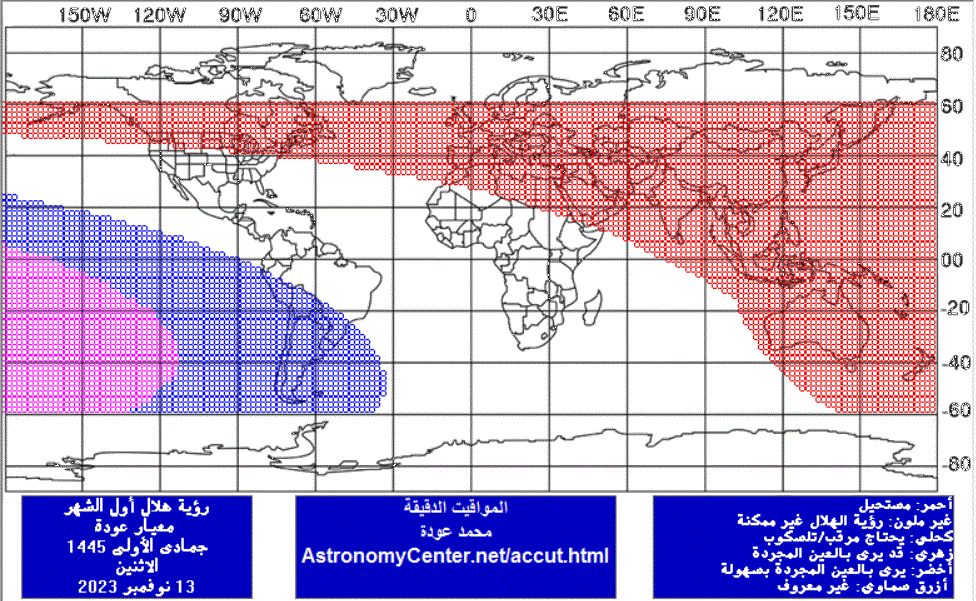 150W 120W 90W 60W 30W 0 30E 60E 90E 120E 150E 180E
80
60
40
20
00
-20
-40
-60
-80
رؤية هلال أول الشهر
معيار عودة
جمادى الأولى 1445
الاثنين
13 نوفمبر 2023
المواقيت الدقيقة
محمد عودة
AstronomyCenter.net/accut.html
أحمر: مستحيل
غير ملون: رؤية الهلال غير ممكنة
كحلي: يحتاج مرقب/تلسكوب
زهري: قد يرى بالعين المجردة
أخضر: يرى بالعين المجردة بسهولة
أزرق سماوي: غير معروف